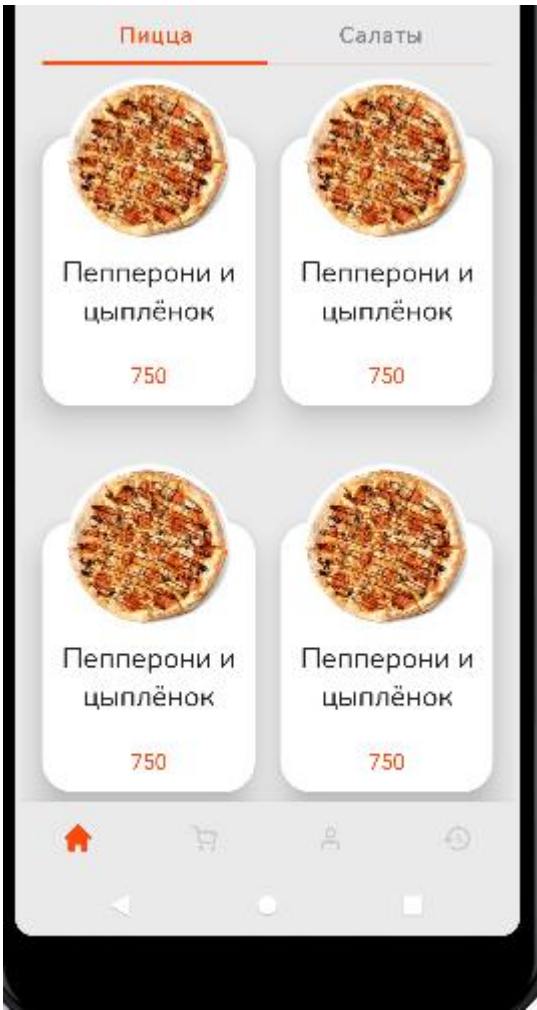 Пицца Салаты
Пепперони и
цыплёнок
750
Пепперони и
цыплёнок
750
Пепперони и
цыплёнок
750
Пепперони и
цыплёнок
750